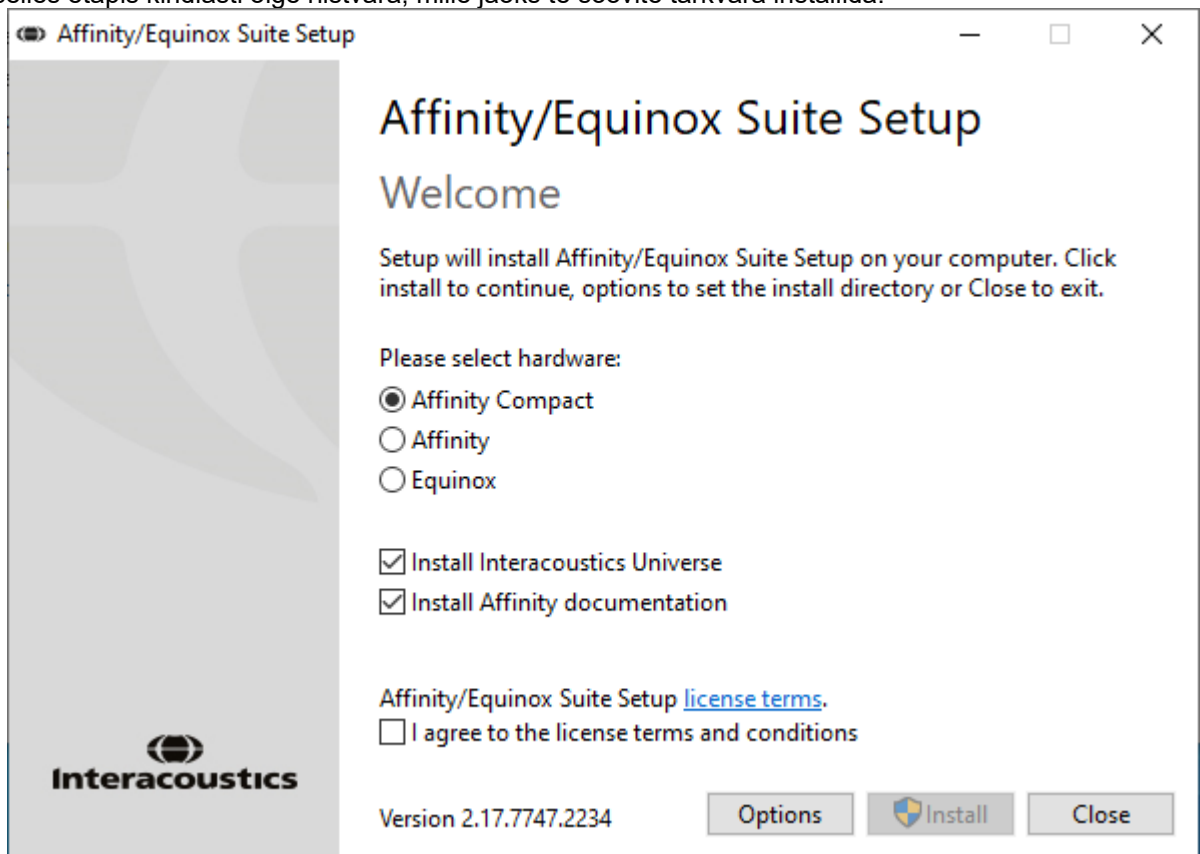 Affinity/Equinox Suite Setup
Affinity/Equinox Suite Setup
Welcome
Setup will install Affinity/Equinox Suite Setup on your computer. Click
install to continue, options to set the install directory or Close to exit.
Please select hardware:
Affinity Compact
Affinity
Equinox
Install Interacoustics Universe
Install Affinity documentation
Affinity/Equinox Suite Setup license terms.
I agree to the license terms and conditions
Interacoustics
Version 2.17.7747.2234
Options
Install
Close